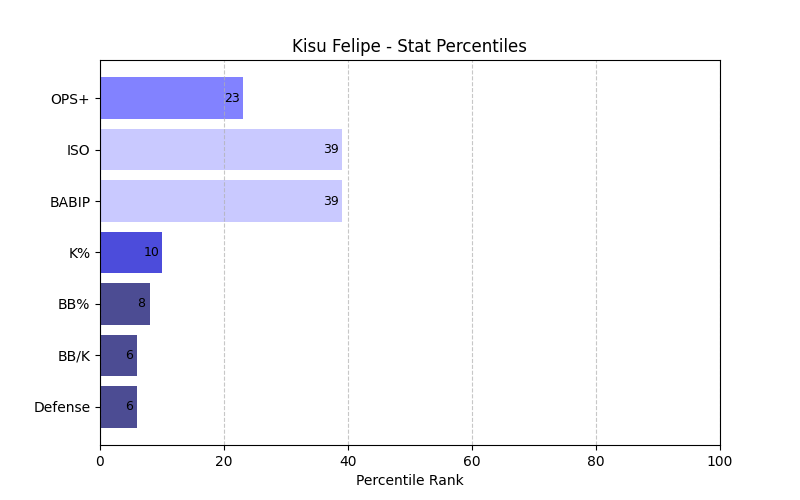 Kisu Felipe - Stat Percentiles
OPS+ 23
ISO 39
BABIP 39
K% 10
BB% 8
BB/K 6
Defense 6
0 20 40 60 80 100
Percentile Rank